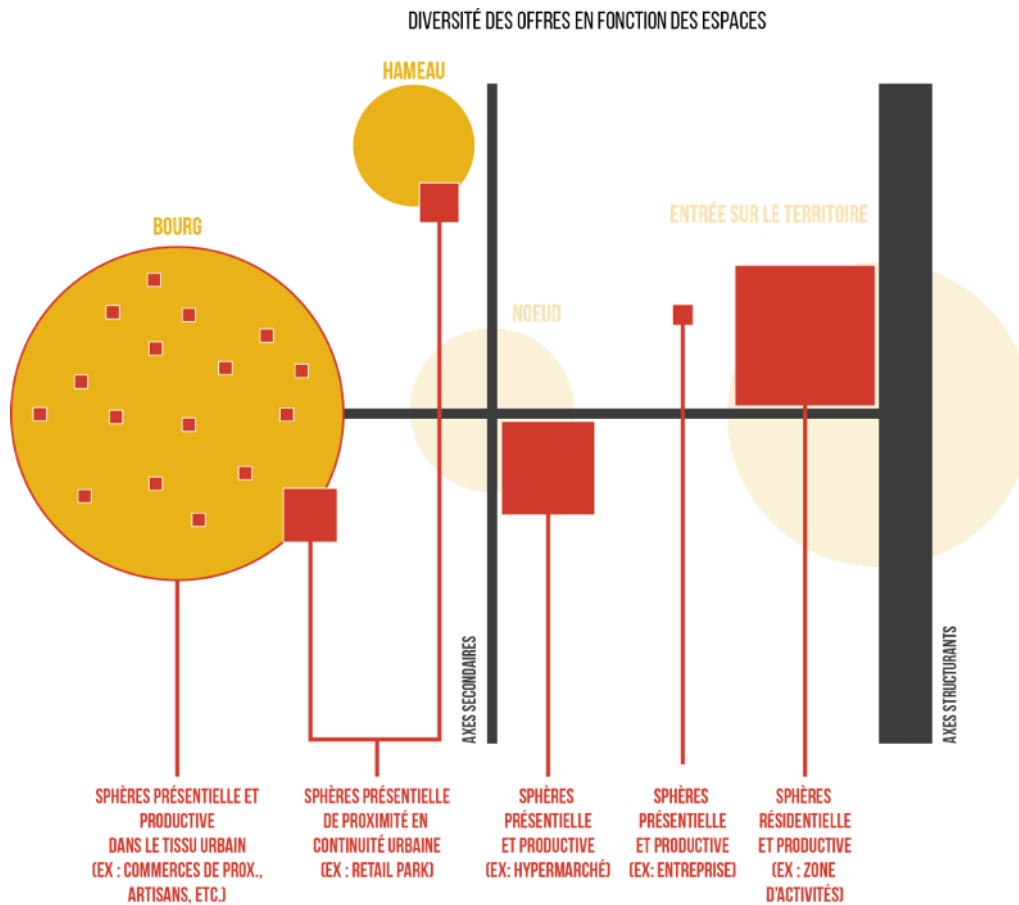 DIVERSITÉ DES OFFRES EN FONCTION DES ESPACES
HAMEAU
BOURG
ENTRÉE SUR LE TERRITOIRE
NOEUD
AXES SECONDAIRES
AXES STRUCTURANTS
SPHÈRES PRÉSENTIELLE ET
PRODUCTIVE
DANS LE TISSU URBAIN
(EX : COMMERCES DE PROX.,
ARTISANS, ETC.)
SPHÈRES PRÉSENTIELLE
DE PROXIMITÉ EN
CONTINUITÉ URBAINE
(EX : RETAIL PARK)
SPHÈRES
PRÉSENTIELLE
ET PRODUCTIVE
(EX: HYPERMARCHÉ)
SPHÈRES
PRÉSENTIELLE
ET PRODUCTIVE
(EX: ENTREPRISE)
SPHÈRES
RÉSIDENTIELLE
ET PRODUCTIVE
(EX : ZONE
D'ACTIVITÉS)